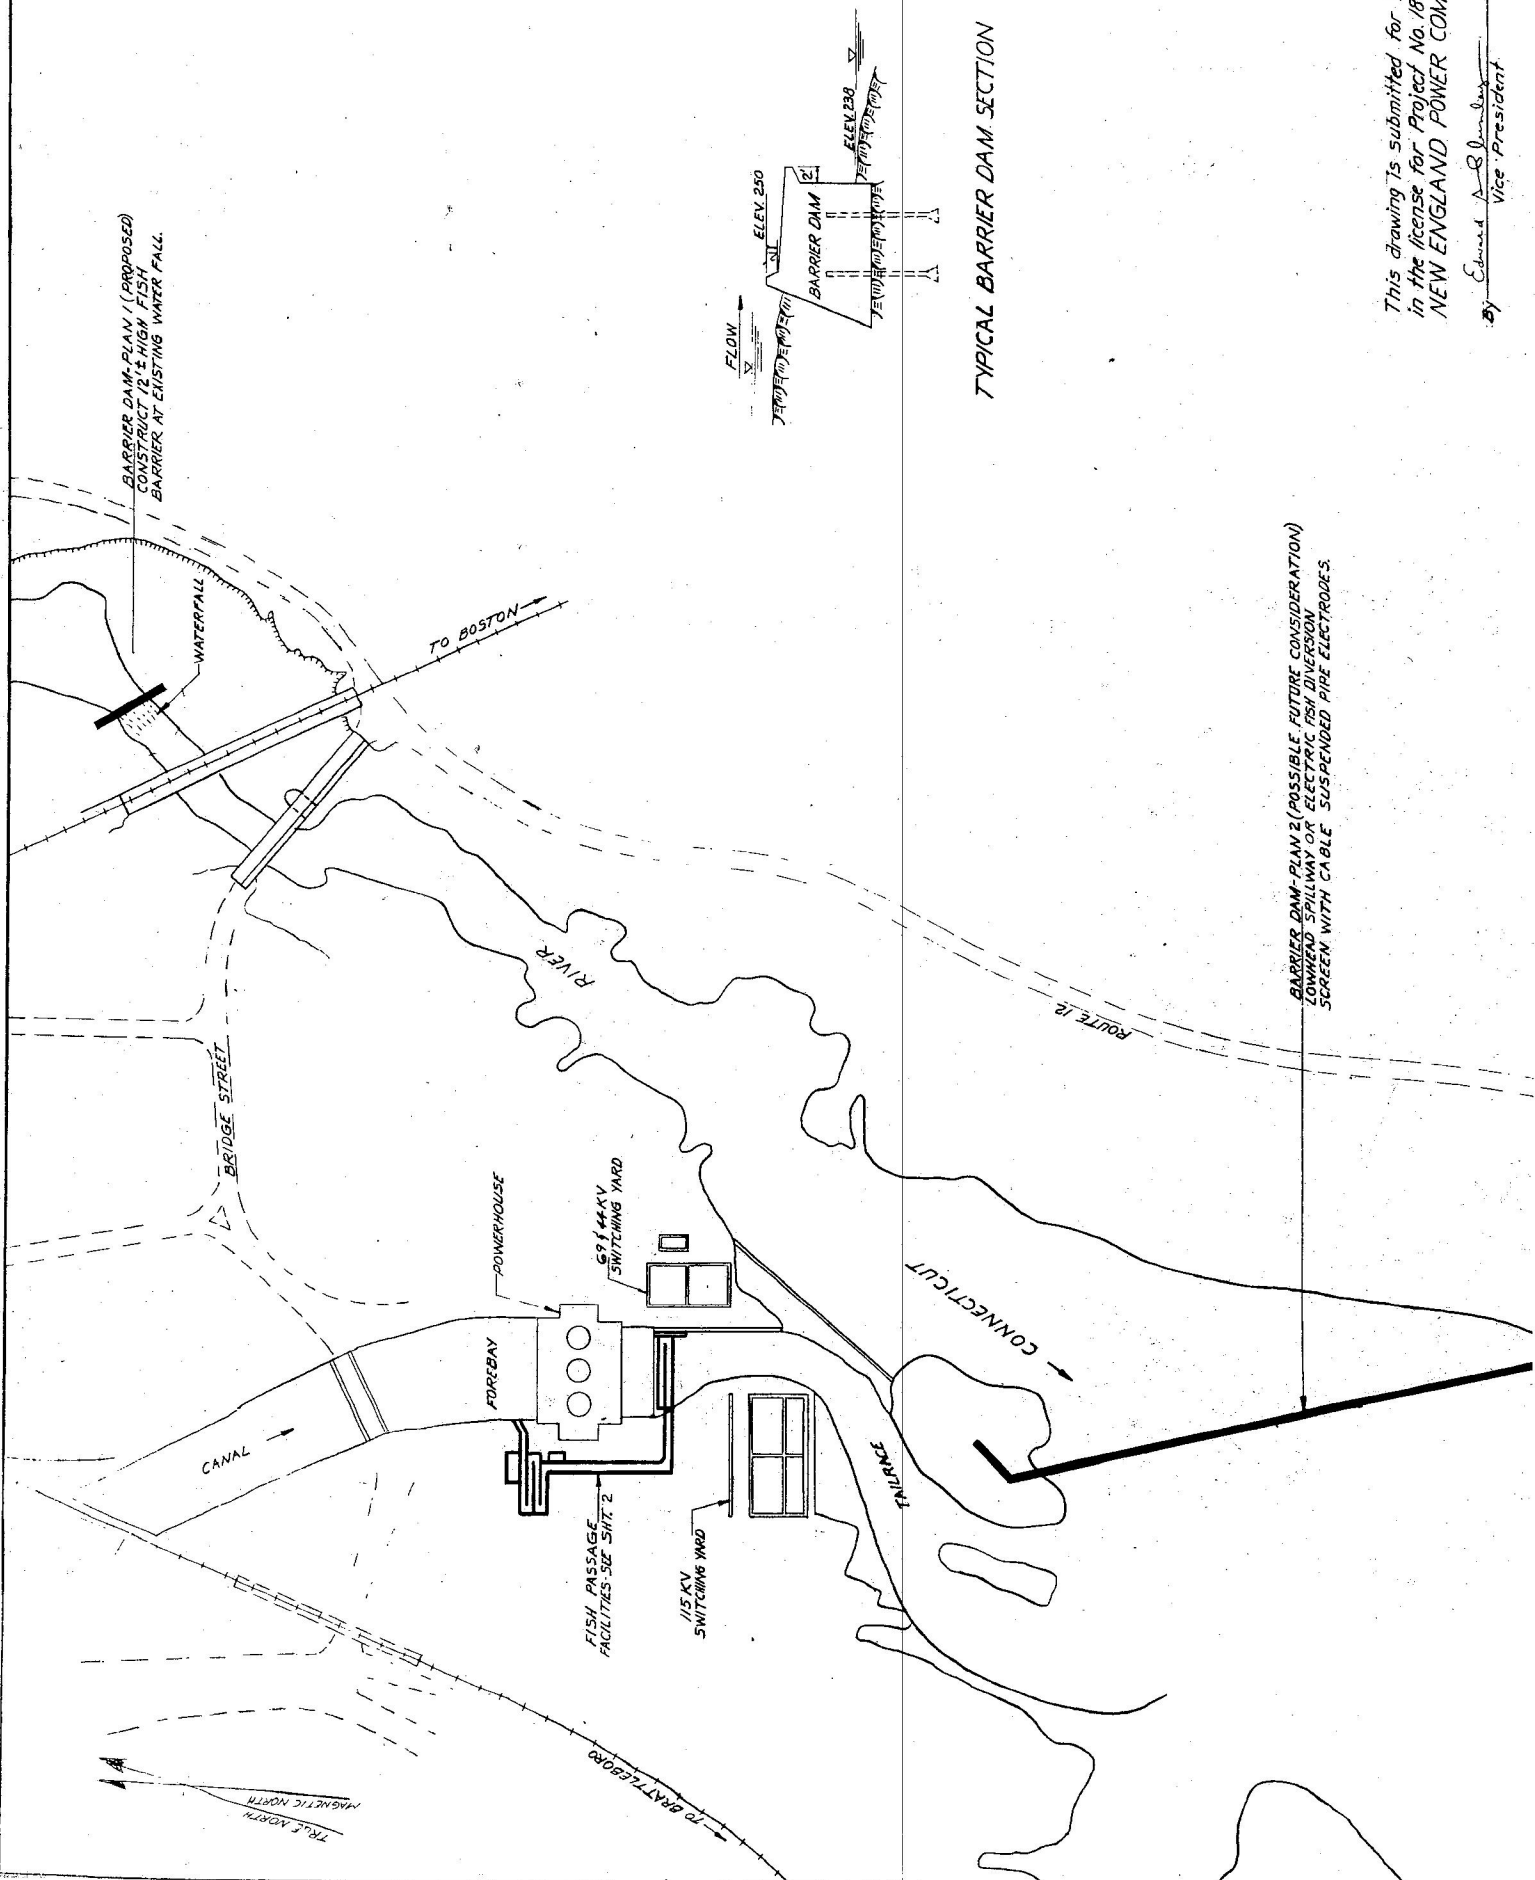 BARRIER DAM-PLAN 1 (PROPOSED)
CONSTRUCT 12'± HIGH FISH
BARRIER AT EXISTING WATER FALL.
WATERFALL
TO BOSTON
BRIDGE STREET
RIVER
ROUTE 12
CONNECTICUT
POWERHOUSE
69 & 44 KV
SWITCHING YARD
FOREBAY
CANAL
TAILRACE
FISH PASSAGE
FACILITIES-SEE SHT. 2
115 KV
SWITCHING YARD
TO BRATTLEBORO
MAGNETIC NORTH
TRUE NORTH
FLOW
ELEV. 250
2'
BARRIER DAM
2'
ELEV. 238
TYPICAL BARRIER DAM SECTION
BARRIER DAM-PLAN 2 (POSSIBLE FUTURE CONSIDERATION)
LOWHEAD SPILLWAY OR ELECTRIC FISH DIVERSION
SCREEN WITH CABLE SUSPENDED PIPE ELECTRODES.
This drawing is submitted for
in the license for Project No. 18
NEW ENGLAND POWER COM
By Edward
Vice President